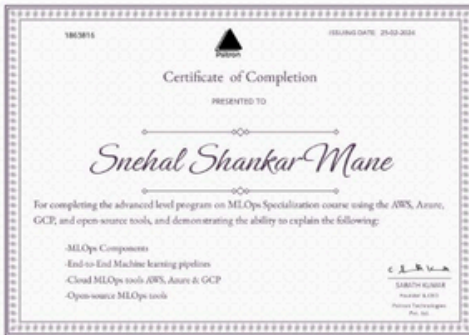 1863816
ISSUING DATE 25-02-2024
Patron
Certificate of Completion
PRESENTED TO
Snehal Shankar Mane
For completing the advanced level program on MLOps Specialization course using the AWS, Azure,
GCP, and open-source tools, and demonstrating the ability to explain the following:
-MLOps Components
-End-to-End Machine learning pipelines
-Cloud MLOps tools AWS, Azure & GCP
-Open-source MLOps tools
SARATH KUMAR
Founder & CEO
Technologies
Pvt. Ltd